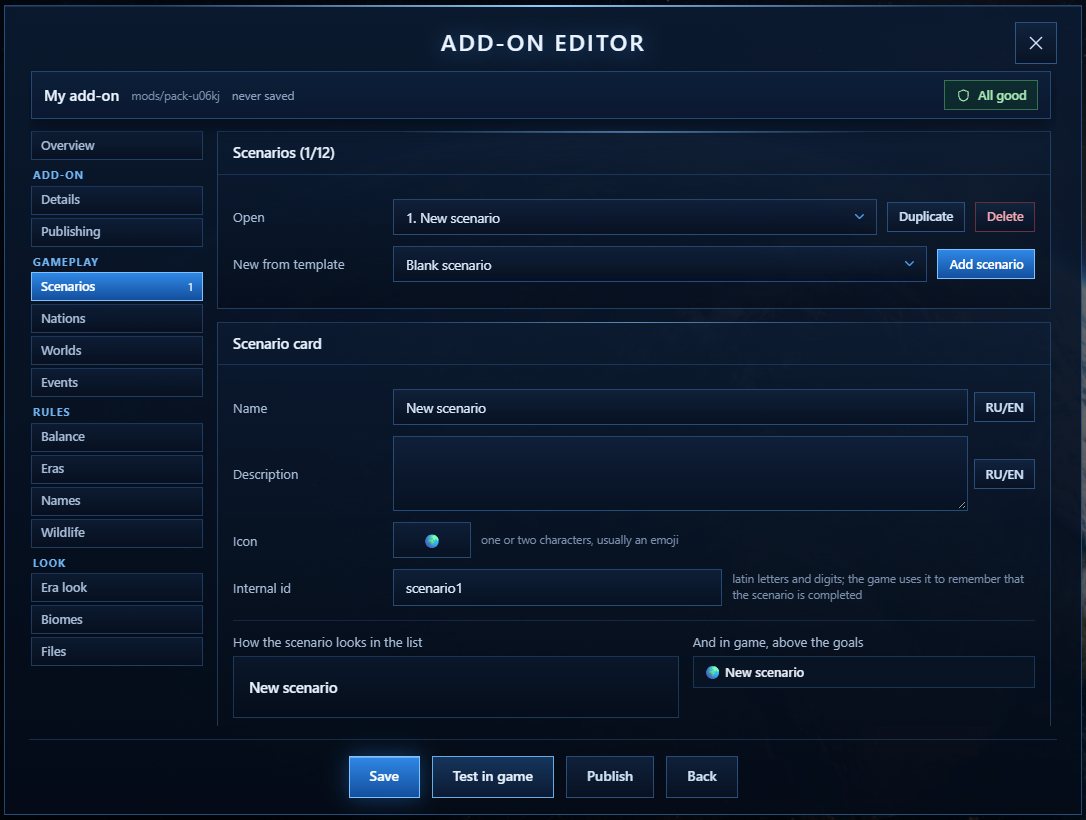 ADD-ON EDITOR
My add-on mods/pack-u06kj never saved
All good
Overview
ADD-ON
Details
Publishing
GAMEPLAY
Scenarios 1
Nations
Worlds
Events
RULES
Balance
Eras
Names
Wildlife
LOOK
Era look
Biomes
Files
Scenarios (1/12)
Open
1. New scenario
Duplicate
Delete
New from template
Blank scenario
Add scenario
Scenario card
Name
New scenario
RU/EN
Description
RU/EN
Icon
one or two characters, usually an emoji
Internal id
scenario1
latin letters and digits; the game uses it to remember that
the scenario is completed
How the scenario looks in the list
New scenario
And in game, above the goals
New scenario
Save
Test in game
Publish
Back